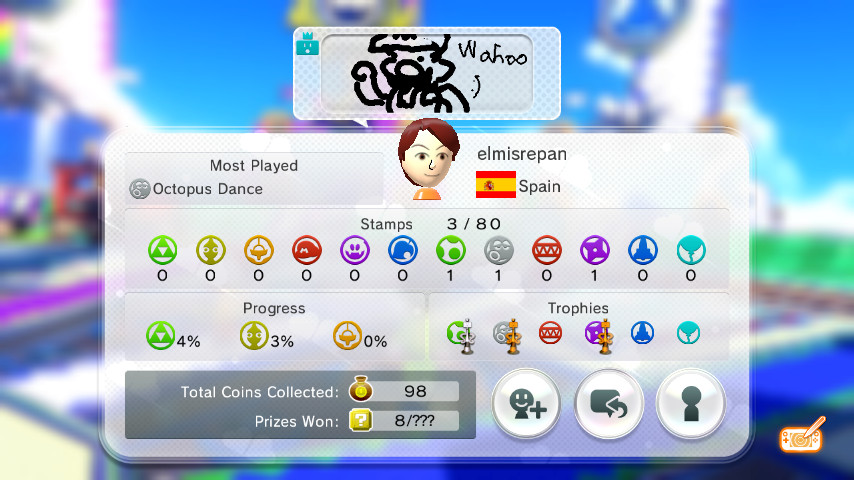 Wahoo
:)
elmisrepan
Most Played
Octopus Dance
Spain
Stamps 3 / 80
0 0 0 0 0 0 1 1 0 1 0 0
Progress
Trophies
4% 3% 0%
Total Coins Collected: 98
Prizes Won: ? 8/???